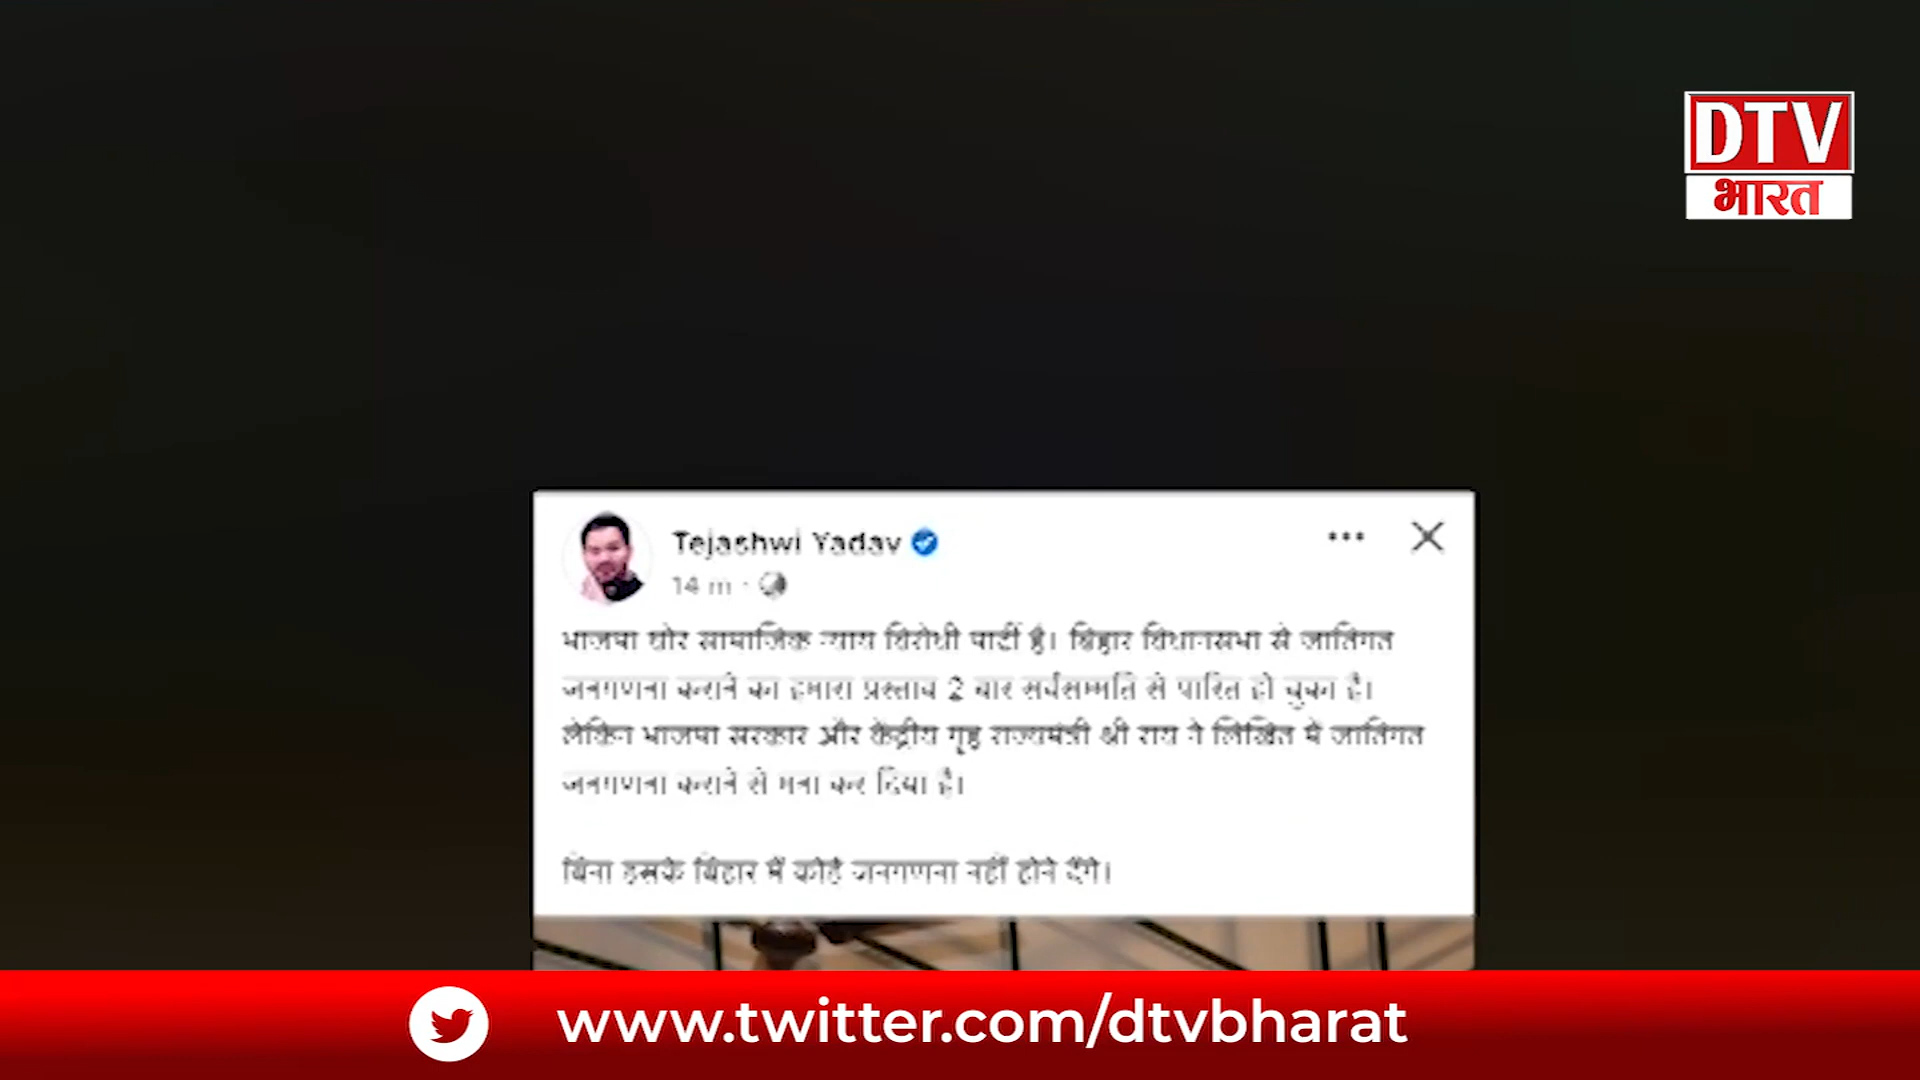 DTV
भारत
Tejashwi Yadav
14 m
भाजपा घोर सामाजिक न्याय विरोधी पार्टी है। बिहार विधानसभा से जातिगत
जनगणना कराने का हमारा प्रस्ताव 2 बार सर्वसम्मति से पारित हो चुका है।
लेकिन भाजपा सरकार और केंद्रीय गृह राज्यमंत्री श्री राय ने लिखित में जातिगत
जनगणना कराने से मना कर दिया है।
बिना इसके बिहार में कोई जनगणना नहीं होने देंगे।
www.twitter.com/dtvbharat